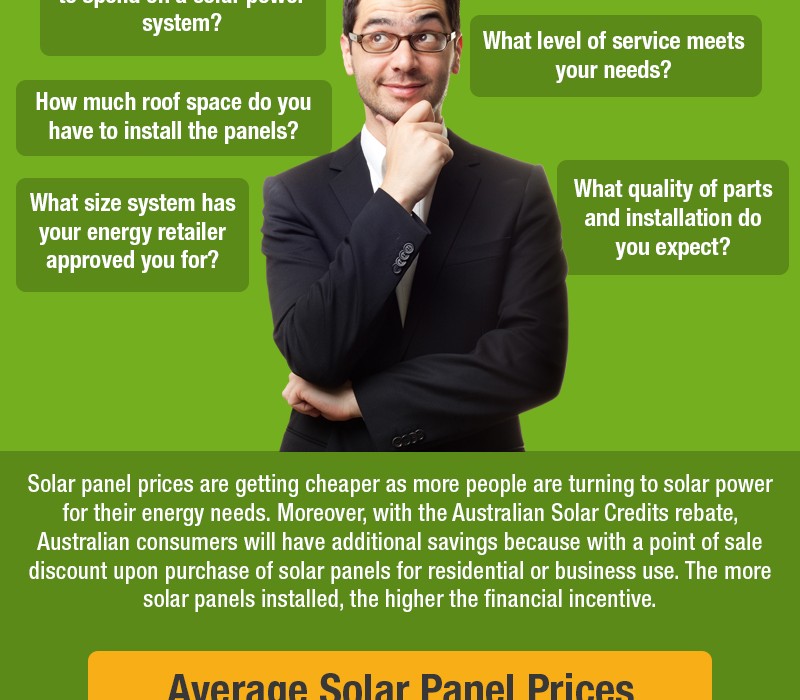 to spend on a solar power
system?
What level of service meets
your needs?
How much roof space do you
have to install the panels?
What size system has
your energy retailer
approved you for?
What quality of parts
and installation do
you expect?
Solar panel prices are getting cheaper as more people are turning to solar power
for their energy needs. Moreover, with the Australian Solar Credits rebate,
Australian consumers will have additional savings because with a point of sale
discount upon purchase of solar panels for residential or business use. The more
solar panels installed, the higher the financial incentive.
Average Solar Panel Prices